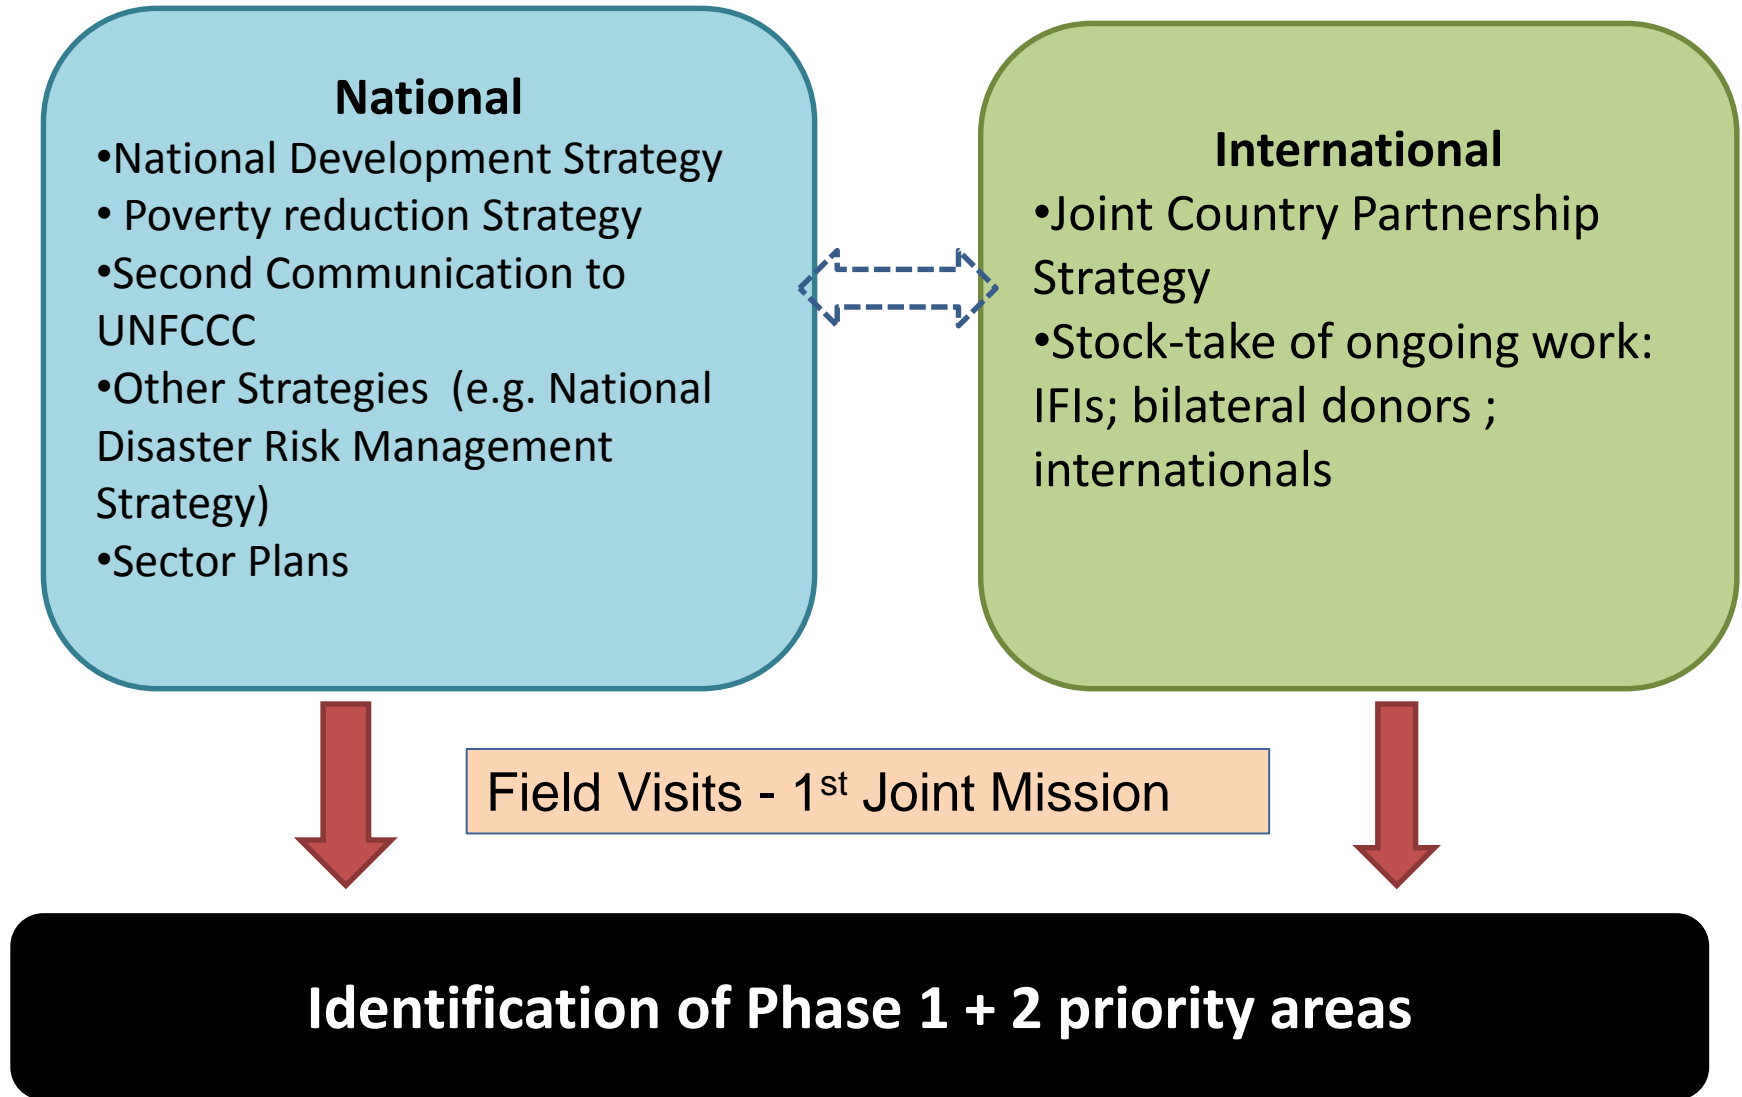 National
•National Development Strategy
• Poverty reduction Strategy
•Second Communication to
UNFCCC
•Other Strategies  (e.g. National
Disaster Risk Management
Strategy)
•Sector Plans
International
•Joint Country Partnership
Strategy
•Stock-take of ongoing work:
IFIs; bilateral donors ;
internationals
Field Visits - 1st Joint Mission
Identification of Phase 1 + 2 priority areas